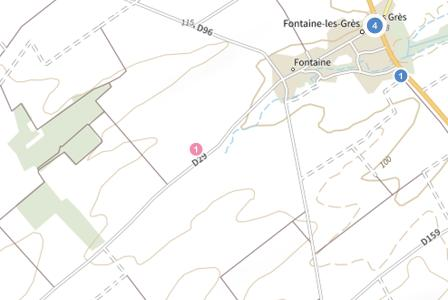 115, D96
Fontaine-les-Grès
Grès
4
Fontaine
1
1
D29
100
D159